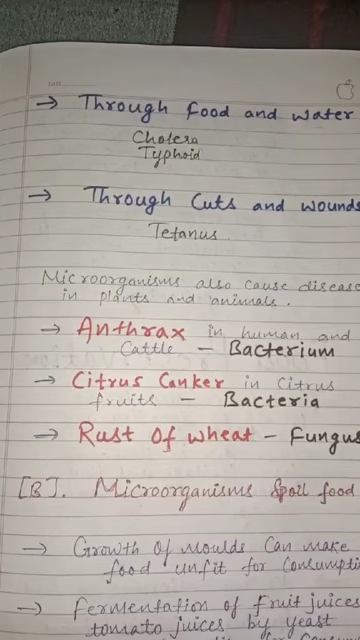 → Through food and water
Cholera
Typhoid
→ Through Cuts and wounds
Tetanus
Microorganisms also cause disease
in plants and animals.
→ Anthrax in human and
Cattle - Bacterium
→ Citrus Canker in Citrus
fruits - Bacteria
→ Rust Of wheat - Fungus
[B]. Microorganisms Spoil food
→ Growth Of moulds Can make
food unfit for Consumpti
→ Fermentation of fruit juices
tomato juices by yeast